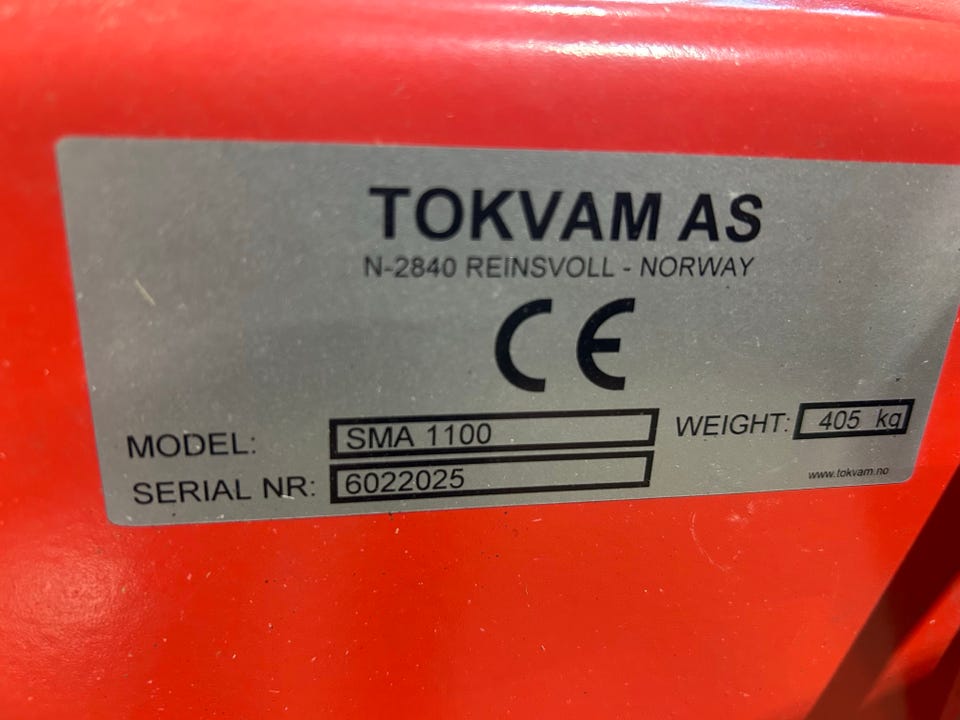 TOKVAM AS
N-2840 REINSVOLL - NORWAY
CE
MODEL: SMA 1100
WEIGHT: 405 kg
SERIAL NR: 6022025
www.tokvam.no